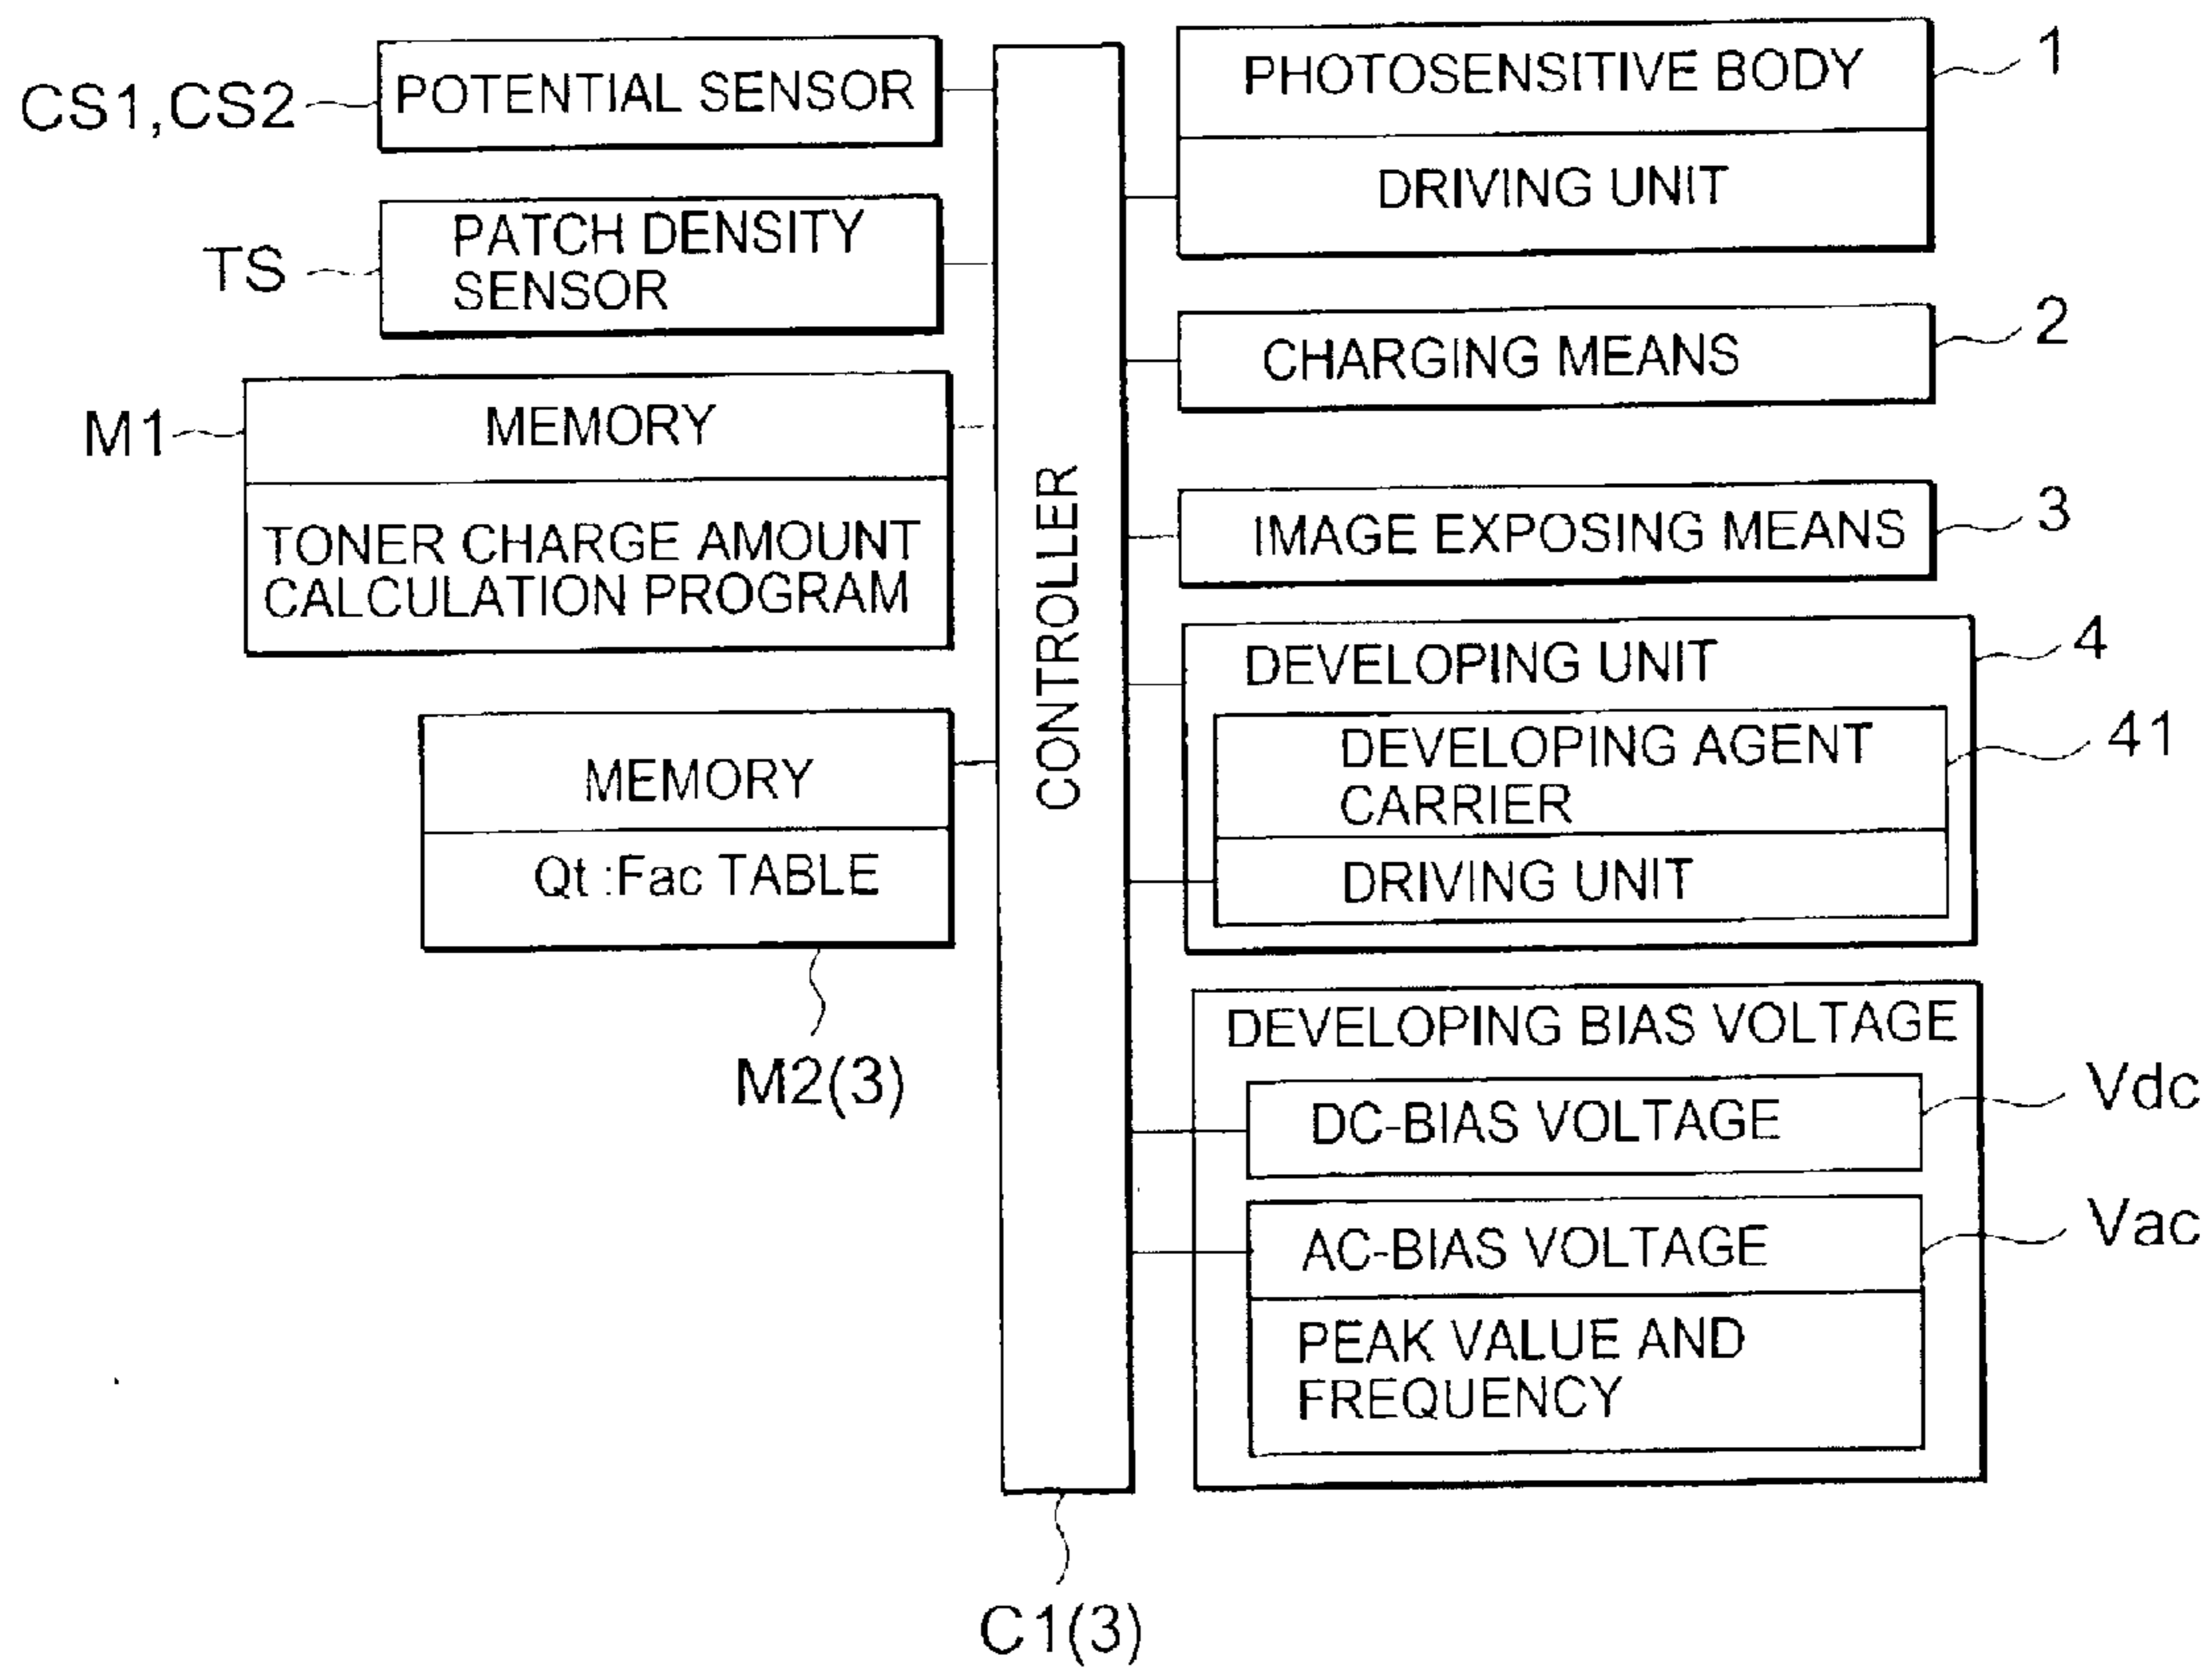 CS1,CS2
POTENTIAL SENSOR
TS
PATCH DENSITY
SENSOR
M1
MEMORY
TONER CHARGE AMOUNT
CALCULATION PROGRAM
MEMORY
Qt :Fac TABLE
M2(3)
CONTROLLER
C1(3)
PHOTOSENSITIVE BODY
1
DRIVING UNIT
CHARGING MEANS
2
IMAGE EXPOSING MEANS
3
DEVELOPING UNIT
4
DEVELOPING AGENT
CARRIER
41
DRIVING UNIT
DEVELOPING BIAS VOLTAGE
DC-BIAS VOLTAGE
Vdc
AC-BIAS VOLTAGE
Vac
PEAK VALUE AND
FREQUENCY